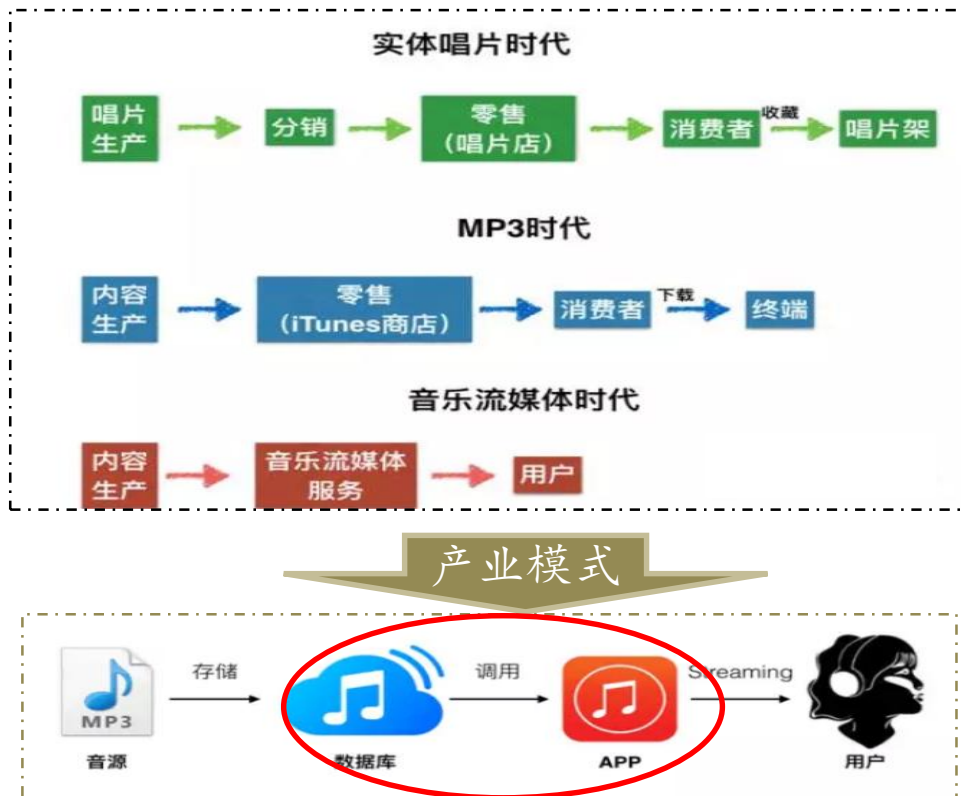 实体唱片时代
唱片
生产
分销
零售
（唱片店）
消费者
收藏
唱片架
MP3时代
内容
生产
零售
（iTunes商店）
消费者
下载
终端
音乐流媒体时代
内容
生产
音乐流媒体
服务
用户
产业模式
MP3
音源
存储
数据库
调用
APP
Streaming
用户